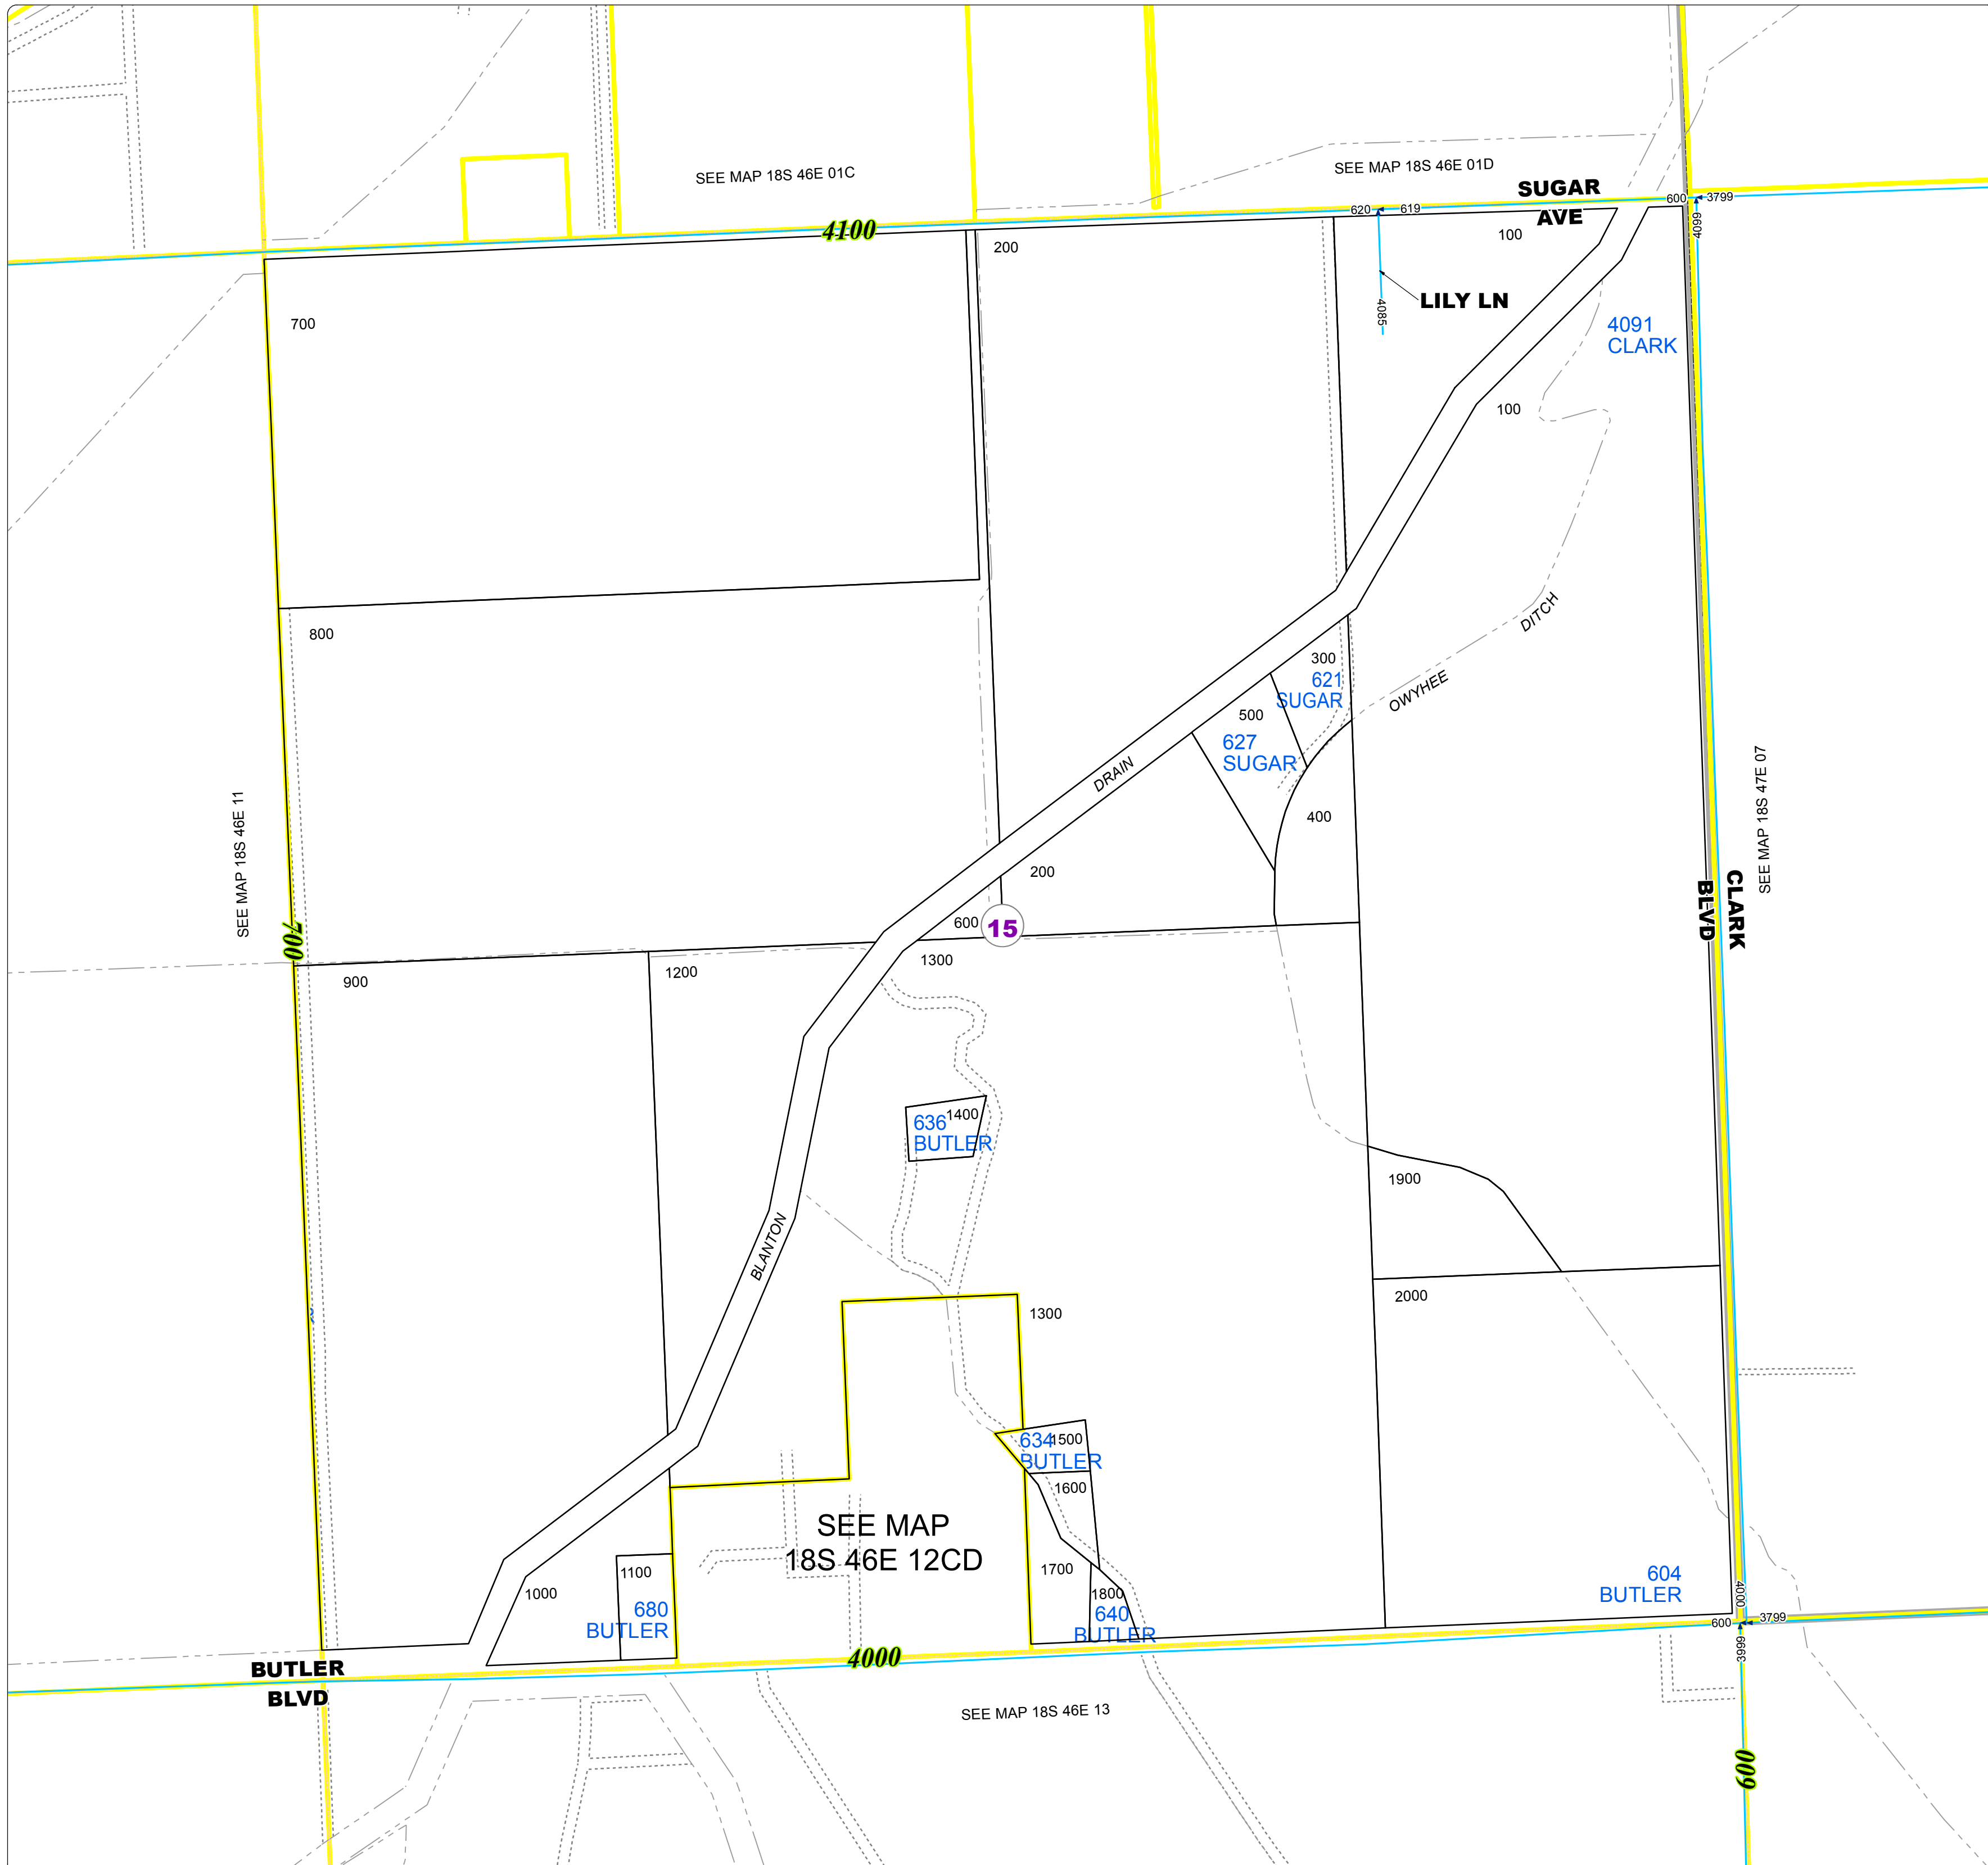 SEE MAP 18S 46E 01C
SEE MAP 18S 46E 01D
SUGAR
AVE
600
3799
620
619
4099
4100
200
100
LILY LN
4085
700
4091
CLARK
100
800
DITCH
300
621
SUGAR
OWYHEE
500
627
SUGAR
DRAIN
400
SEE MAP 18S 46E 11
SEE MAP 18S 47E 07
200
CLARK
BLVD
600
15
700
1300
1200
900
1400
636
BUTLER
1900
BLANTON
2000
1300
634
1500
BUTLER
1600
SEE MAP
18S 46E 12CD
1700
1100
1000
1800
604
BUTLER
4000
680
BUTLER
640
BUTLER
600
3799
3999
4000
BUTLER
BLVD
SEE MAP 18S 46E 13
600